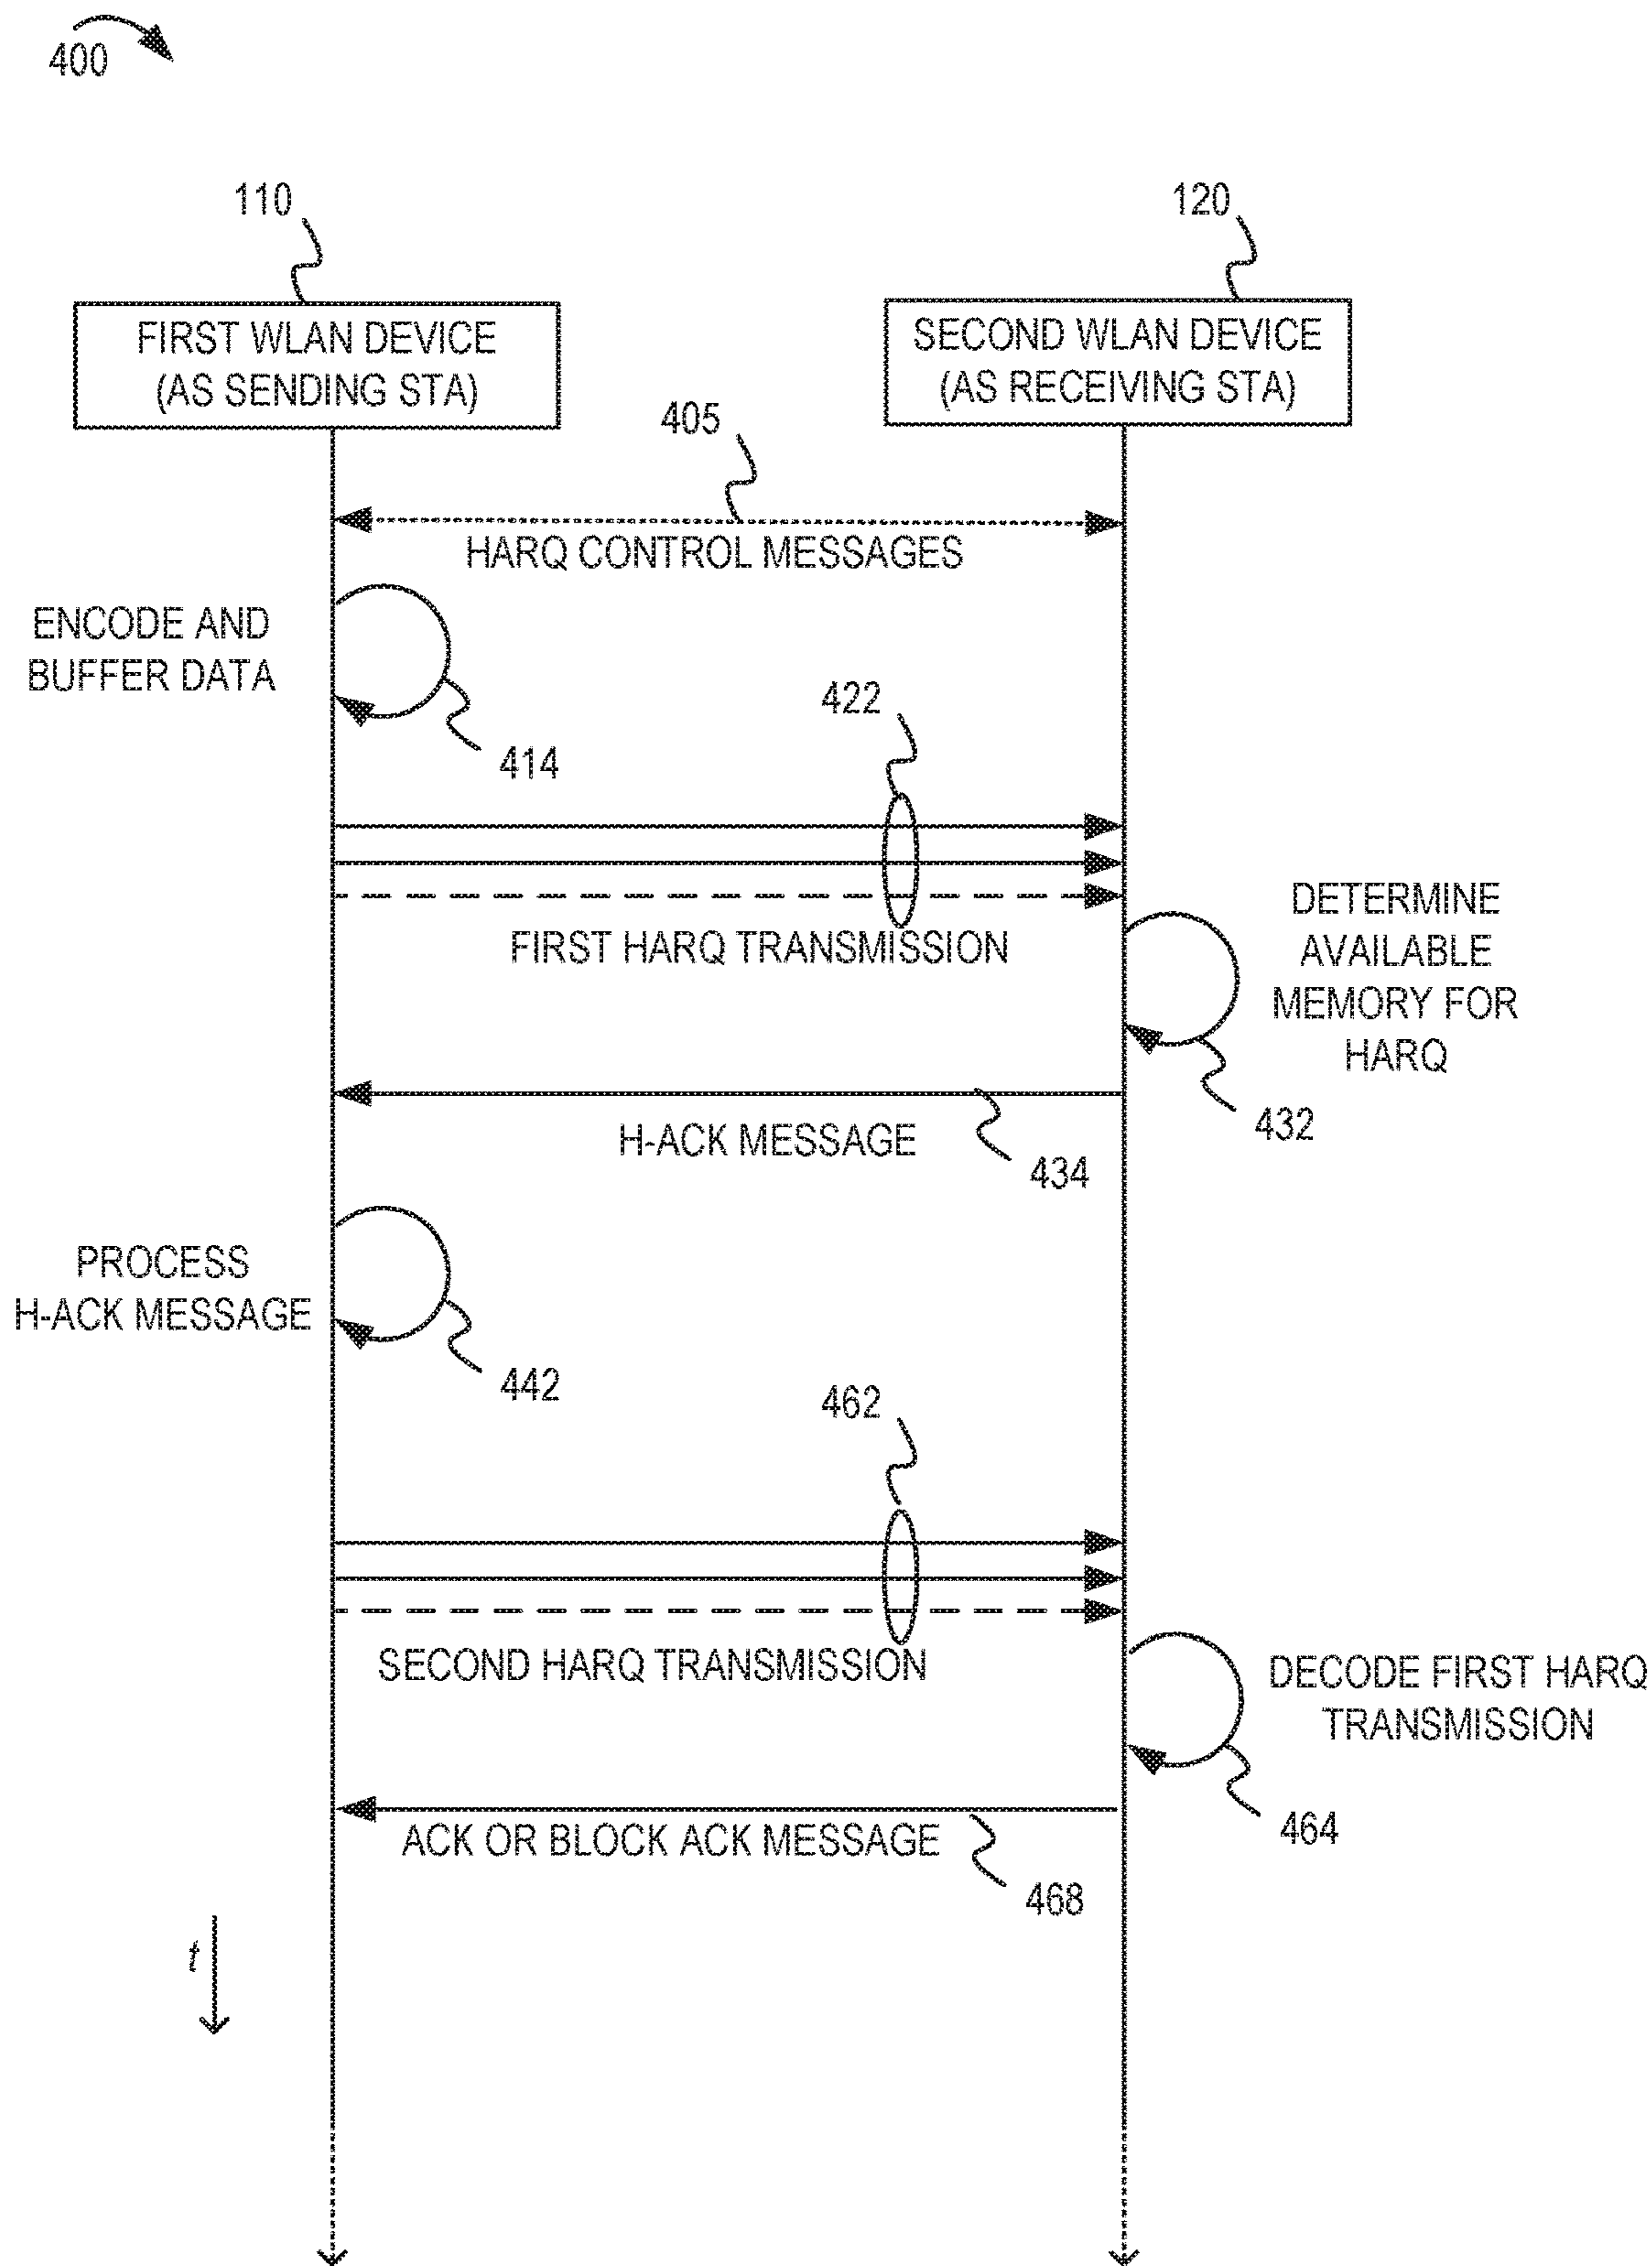 400
110
120
FIRST WLAN DEVICE
(AS SENDING STA)
SECOND WLAN DEVICE
(AS RECEIVING STA)
405
HARQ CONTROL MESSAGES
ENCODE AND
BUFFER DATA
414
422
FIRST HARQ TRANSMISSION
DETERMINE
AVAILABLE
MEMORY FOR
HARQ
432
H-ACK MESSAGE
434
PROCESS
H-ACK MESSAGE
442
462
SECOND HARQ TRANSMISSION
DECODE FIRST HARQ
TRANSMISSION
464
ACK OR BLOCK ACK MESSAGE
468
t